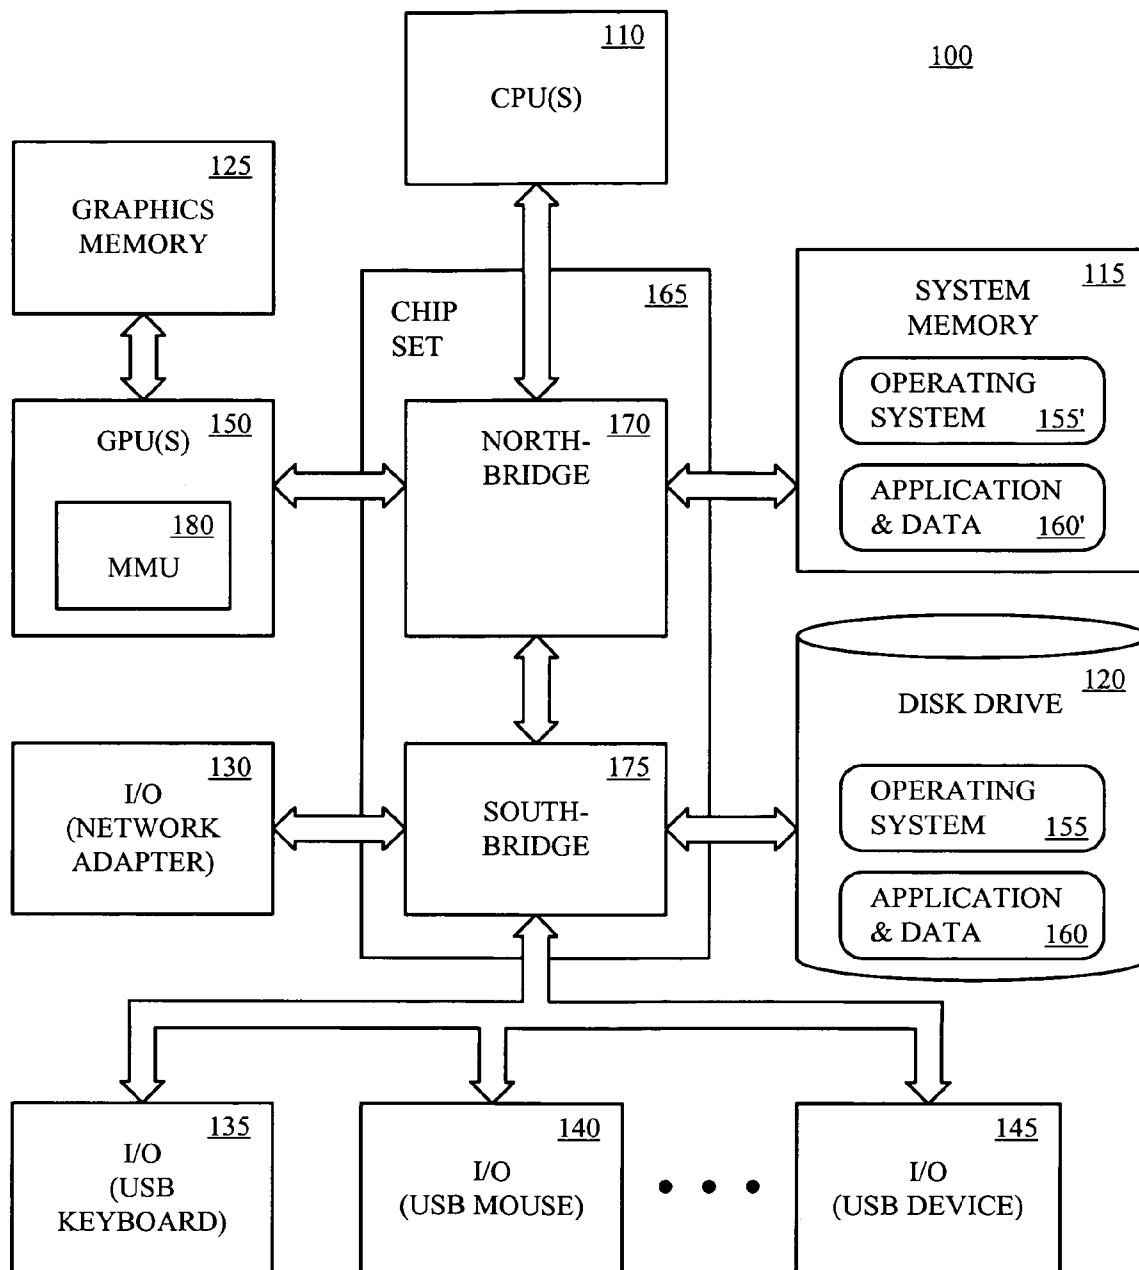 110
CPU(S)
100
125
GRAPHICS
MEMORY
165
CHIP
SET
115
SYSTEM
MEMORY
OPERATING
SYSTEM 155'
APPLICATION
& DATA 160'
150
GPU(S)
180
MMU
170
NORTH-
BRIDGE
120
DISK DRIVE
OPERATING
SYSTEM 155
APPLICATION
& DATA 160
130
I/O
(NETWORK
ADAPTER)
175
SOUTH-
BRIDGE
135
I/O
(USB
KEYBOARD)
140
I/O
(USB MOUSE)
145
I/O
(USB DEVICE)